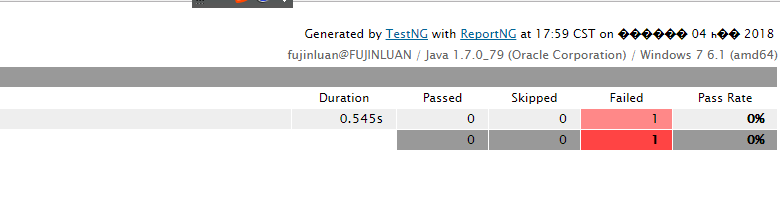 Generated by TestNG with ReportNG at 17:59 CST on ������ 04 һ�� 2018
fujinluan@FUJINLUAN / Java 1.7.0_79 (Oracle Corporation) / Windows 7 6.1 (amd64)
Duration Passed Skipped Failed Pass Rate
0.545s 0 0 1 0%
0 0 1 0%